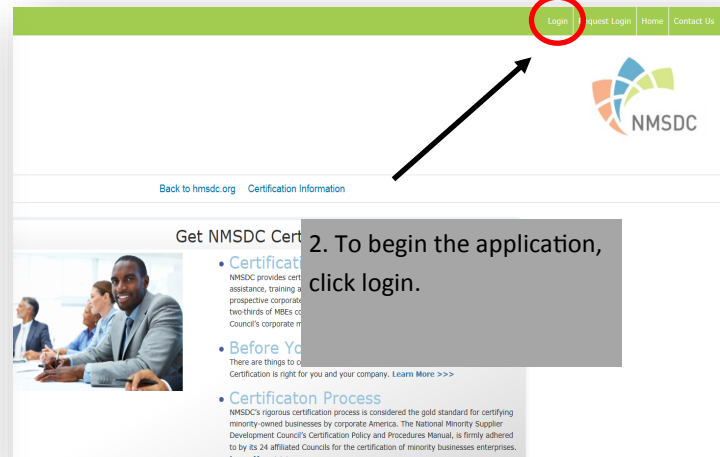 Login Request Login Home Contact Us
NMSDC
Back to hmsdc.org Certification Information
Get NMSDC Cert
2. To begin the application,
click login.
• Certificati
NMSDC provides cert
assistance, training a
prospective corporate
two-thirds of MBEs co
Council's corporate m
• Before Yo
There are things to c
Certification is right for you and your company. Learn More >>>
• Certificaton Process
NMSDC's rigorous certification process is considered the gold standard for certifying
minority-owned businesses by corporate America. The National Minority Supplier
Development Council's Certification Policy and Procedures Manual, is firmly adhered
to by its 24 affiliated Councils for the certification of minority businesses enterprises.